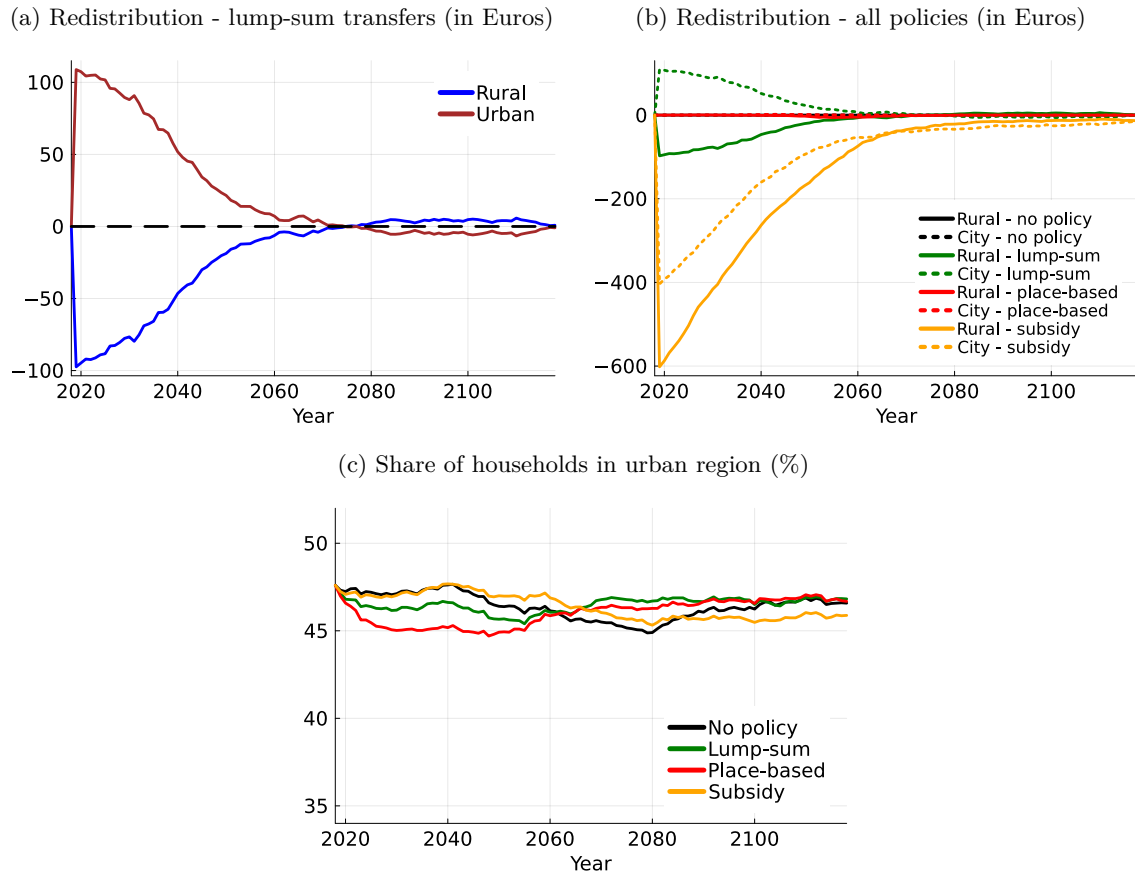 (a) Redistribution - lump-sum transfers (in Euros)
100
50
0
−50
−100
2020
2040
2060
2080
2100
Year
Rural
Urban
(b) Redistribution - all policies (in Euros)
0
−200
−400
−600
2020
2040
2060
2080
2100
Year
Rural - no policy
City - no policy
Rural - lump-sum
City - lump-sum
Rural - place-based
City - place-based
Rural - subsidy
City - subsidy
(c) Share of households in urban region (%)
50
45
40
35
2020
2040
2060
2080
2100
Year
No policy
Lump-sum
Place-based
Subsidy